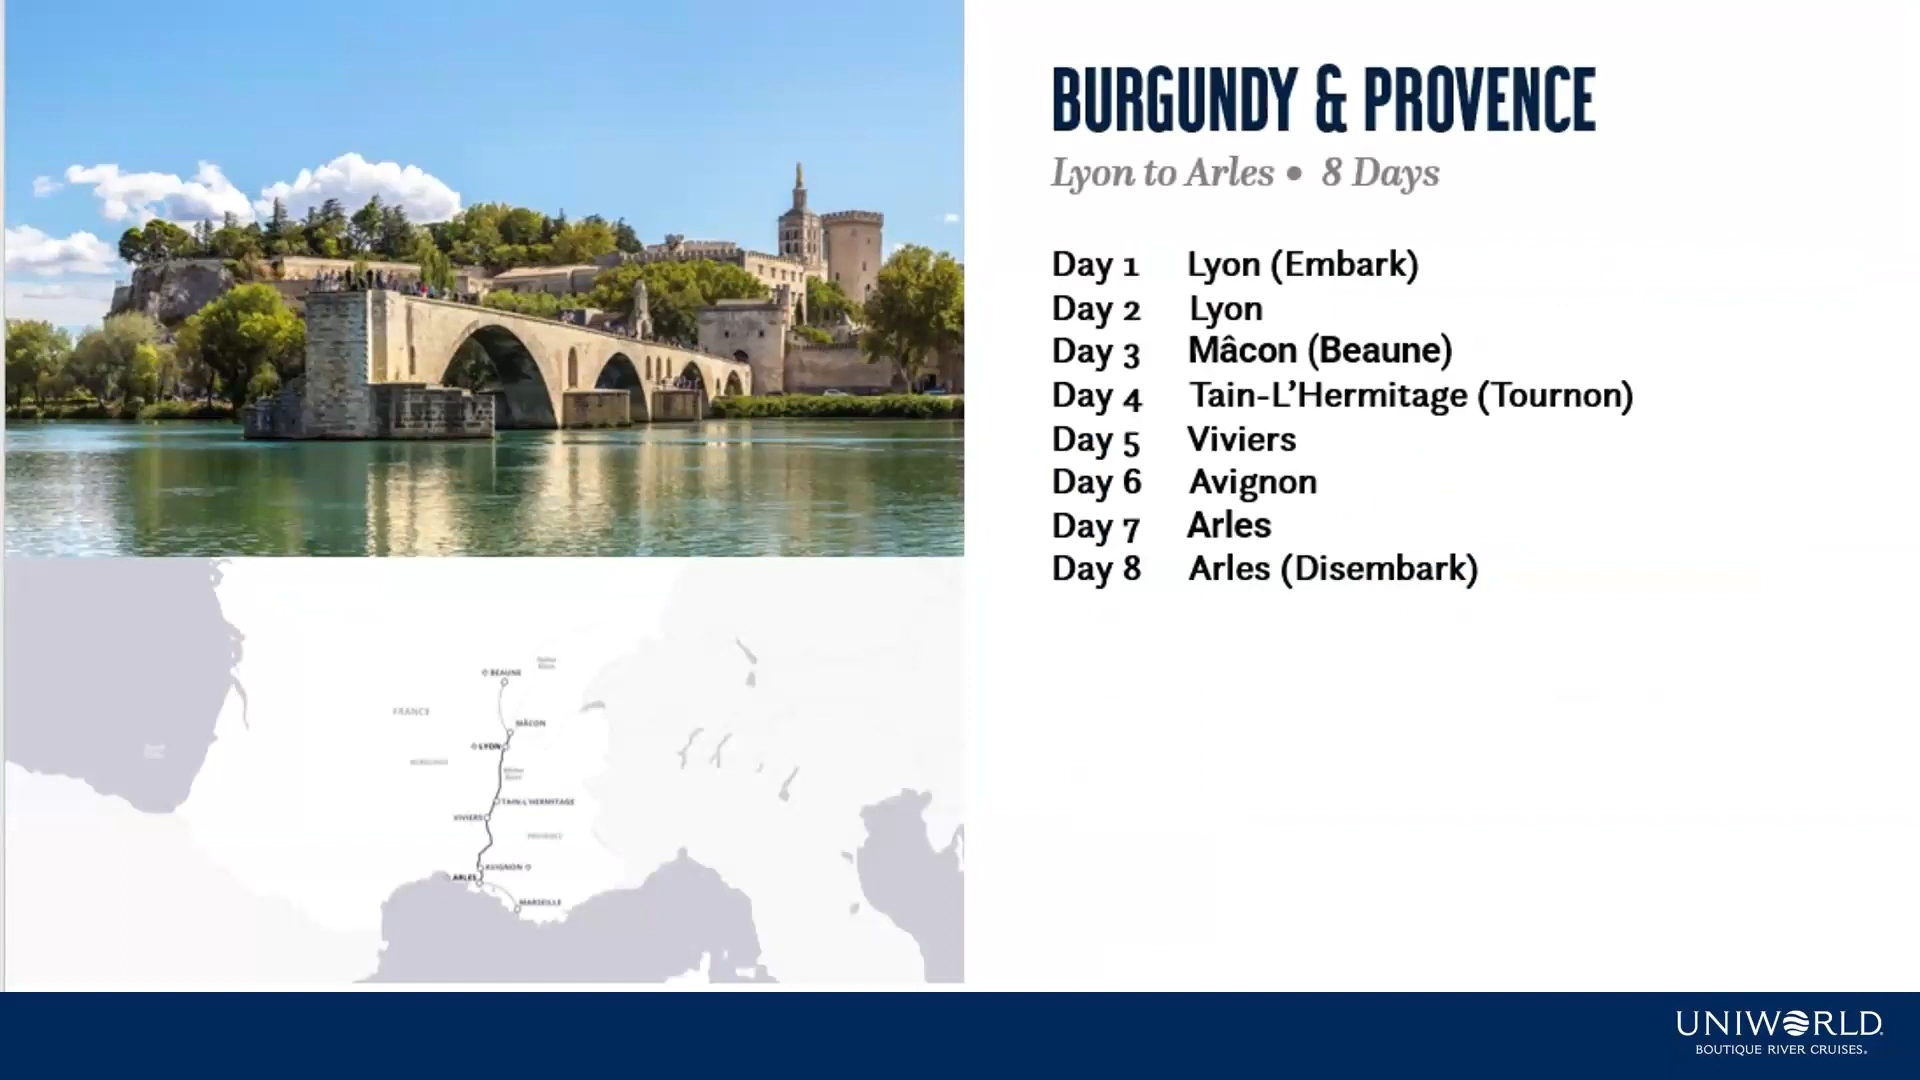 BURGUNDY & PROVENCE
Lyon to Arles • 8 Days
Day 1 Lyon (Embark)
Day 2 Lyon
Day 3 Mâcon (Beaune)
Day 4 Tain-L’Hermitage (Tournon)
Day 5 Viviers
Day 6 Avignon
Day 7 Arles
Day 8 Arles (Disembark)
BEAUNE
FRANCE
MÂCON
LYON
TAIN-L'HERMITAGE
VIVIERS
PROVENCE
AVIGNON
ARLES
MARSEILLE
UNIWORLD
BOUTIQUE RIVER CRUISES®